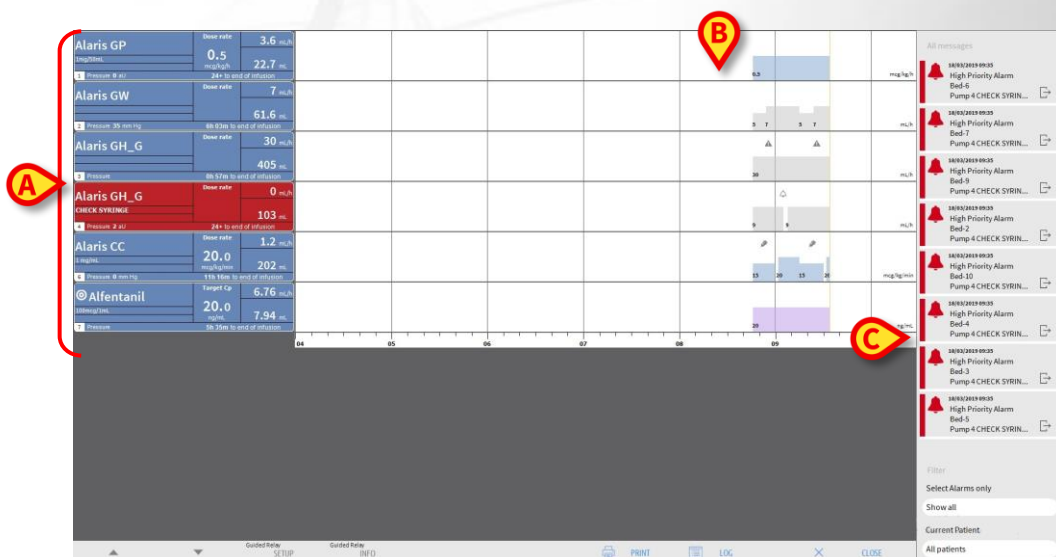 A
B
C
Alaris GP
1mg/50mL
Dose rate
0.5
mcg/kg/h
3.6 mL/h
22.7 mL
1 Pressure 0 aU 24+ to end of infusion
0.5 mcg/kg/h
Alaris GW
Dose rate
7 mL/h
61.6 mL
2 Pressure 55 mm Hg 6h 03m to end of infusion
5 7 5 7 mL/h
Alaris GH_G
Dose rate
30 mL/h
405 mL
3 Pressure 8h 57m to end of infusion
30 mL/h
Alaris GH_G
CHECK SYRINGE
Dose rate
0 mL/h
103 mL
4 Pressure 2 aU 24+ to end of infusion
mL/h
Alaris CC
1 mg/mL
Dose rate
20.0
mcg/kg/min
1.2 mL/h
202 mL
6 Pressure 0 mm Hg 11h 16m to end of infusion
15 20 15 20 mcg/kg/min
Alfentanil
100mcg/1mL
Target Cp
20.0
ng/mL
6.76 mL/h
7.94 mL
7 Pressure 5h 35m to end of infusion
20 ng/mL
04 05 06 07 08 09
All messages
18/03/2019 09:35
High Priority Alarm
Bed-6
Pump 4 CHECK SYRIN...
18/03/2019 09:35
High Priority Alarm
Bed-7
Pump 4 CHECK SYRIN...
18/03/2019 09:35
High Priority Alarm
Bed-9
Pump 4 CHECK SYRIN...
18/03/2019 09:35
High Priority Alarm
Bed-2
Pump 4 CHECK SYRIN...
18/03/2019 09:35
High Priority Alarm
Bed-10
Pump 4 CHECK SYRIN...
18/03/2019 09:35
High Priority Alarm
Bed-4
Pump 4 CHECK SYRIN...
18/03/2019 09:35
High Priority Alarm
Bed-3
Pump 4 CHECK SYRIN...
18/03/2019 09:35
High Priority Alarm
Bed-5
Pump 4 CHECK SYRIN...
Filter
Select Alarms only
Show all
Current Patient
All patients
Guided Relay
SETUP
Guided Relay
INFO
PRINT
LOG
CLOSE